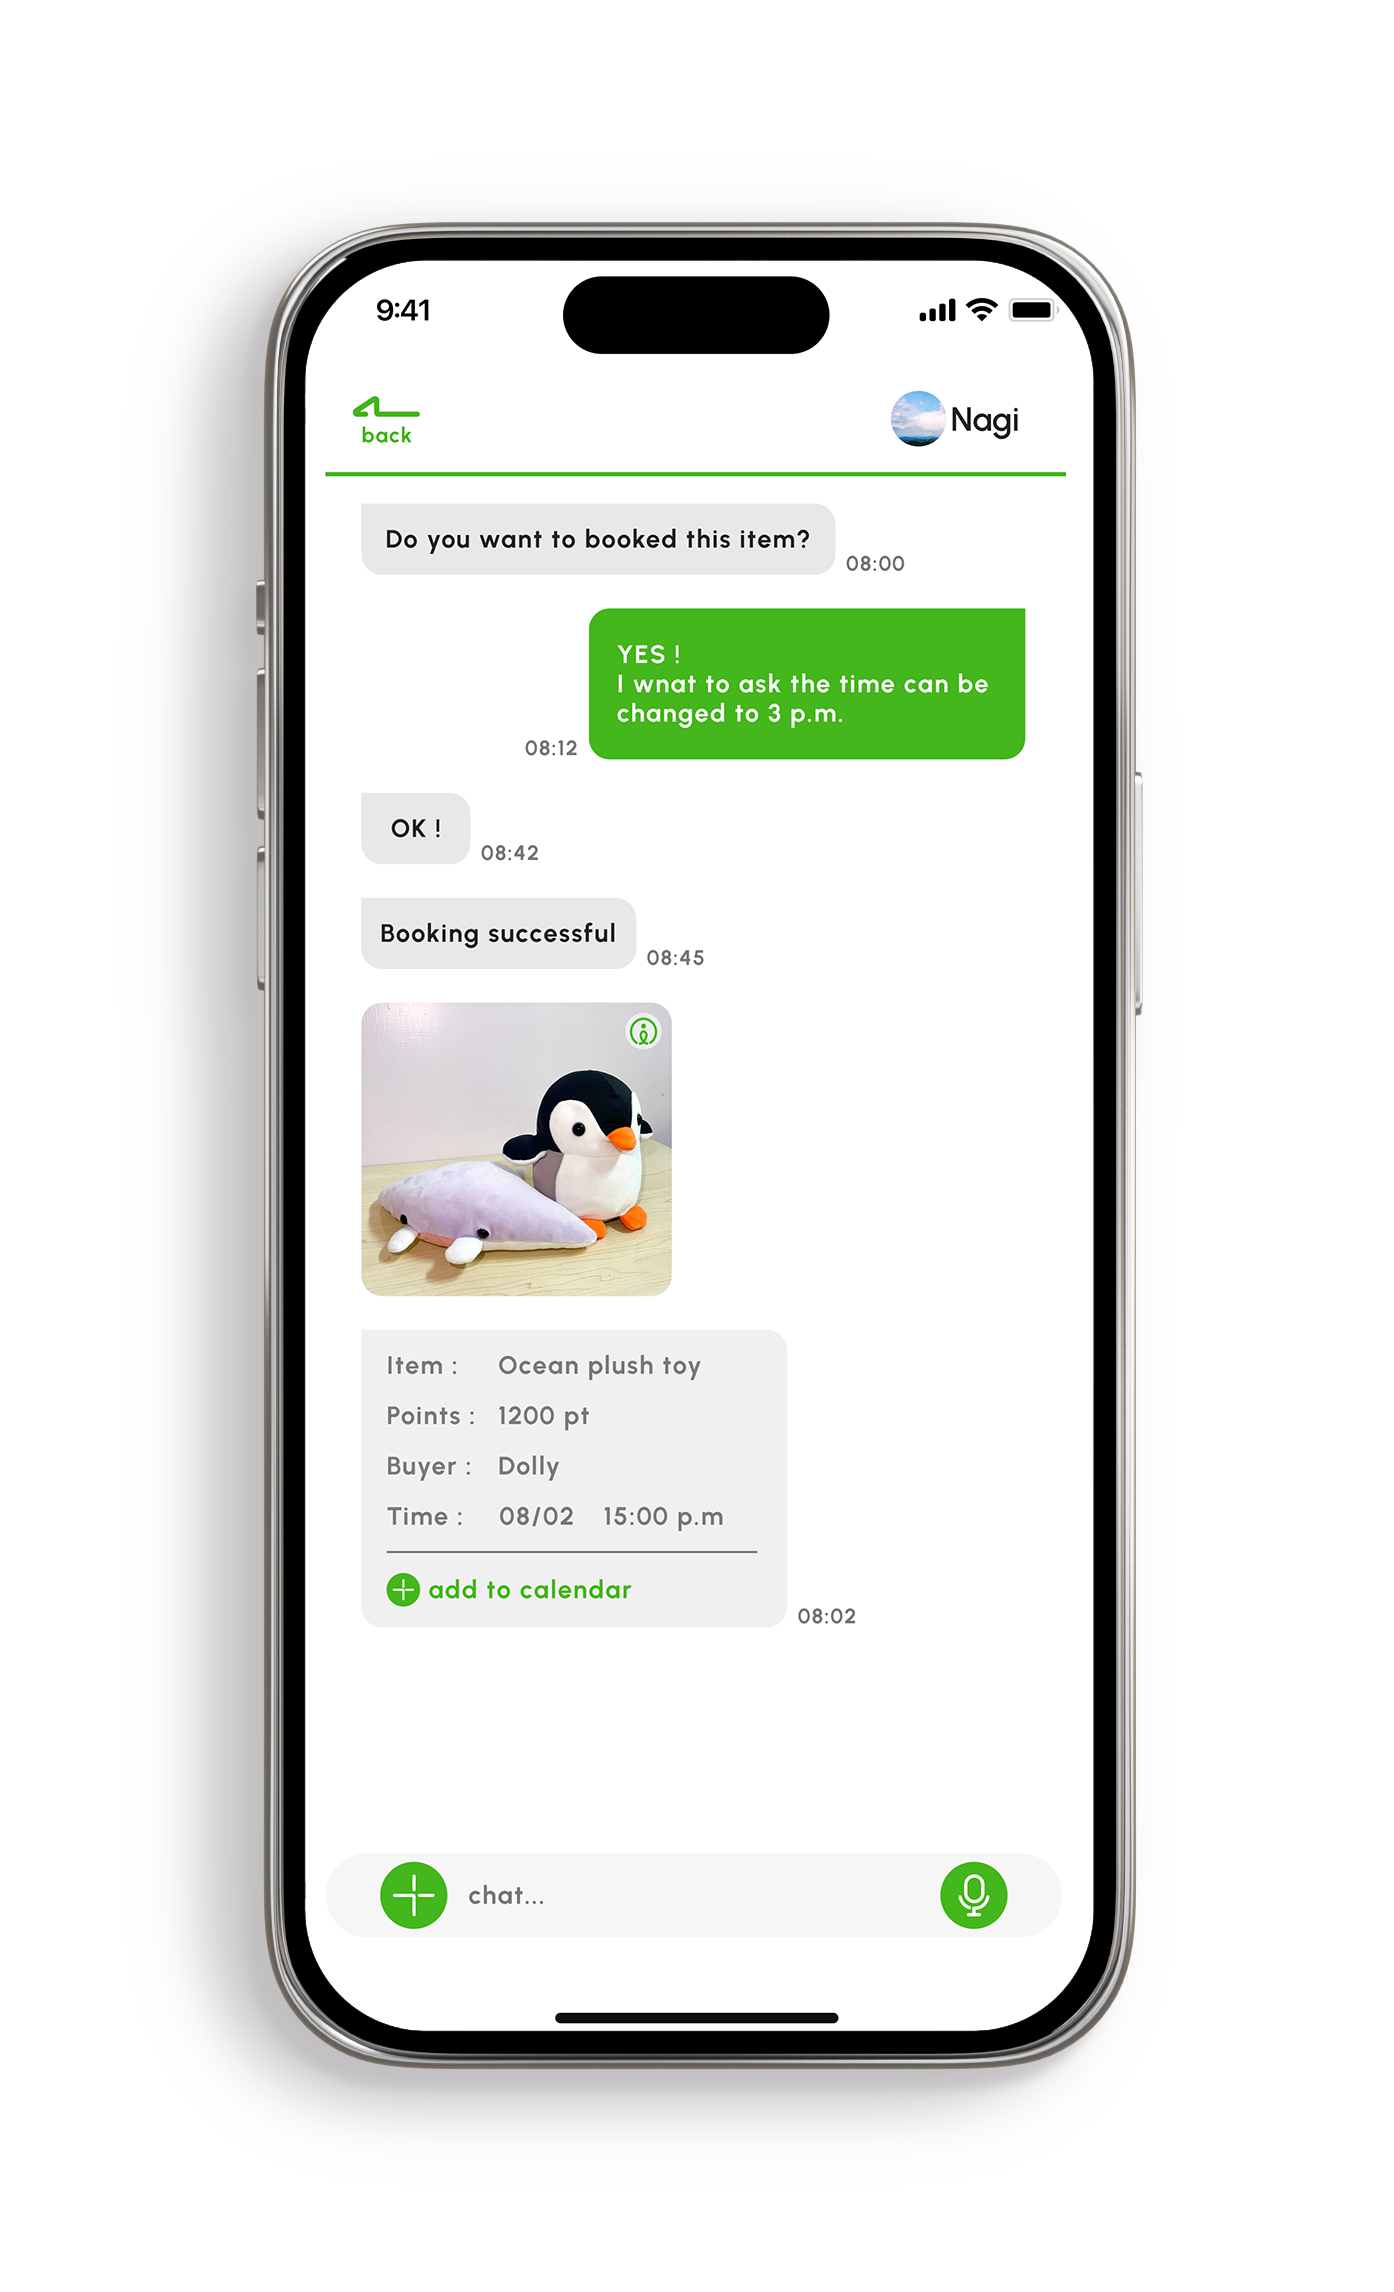 9:41
back
Nagi
Do you want to booked this item?
08:00
YES !
I wnat to ask the time can be
changed to 3 p.m.
08:12
OK !
08:42
Booking successful
08:45
Item : Ocean plush toy
Points : 1200 pt
Buyer : Dolly
Time : 08/02 15:00 p.m
add to calendar
08:02
chat...